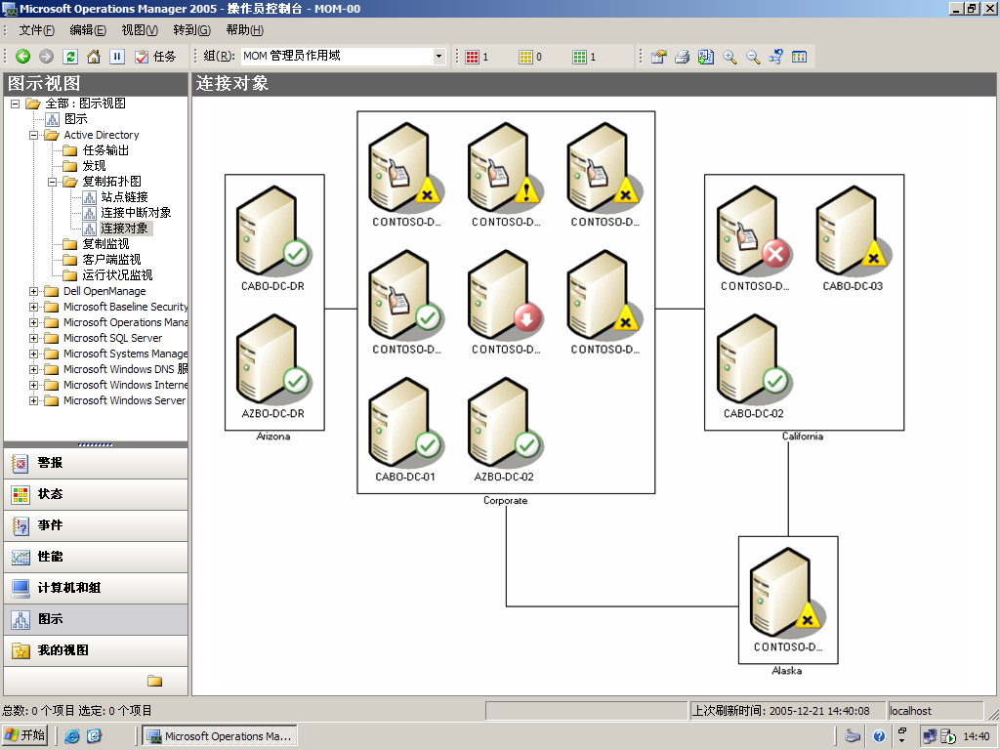 Microsoft Operations Manager 2005 - 操作员控制台 - MOM-00
文件(F) 编辑(E) 视图(V) 转到(G) 帮助(H)
任务 组(R): MOM 管理员作用域 1 0 1
图示视图
连接对象
全部 : 图示视图
图示
Active Directory
任务输出
发现
复制拓扑图
站点链接
连接中断对象
连接对象
复制监视
客户端监视
运行状况监视
Dell OpenManage
Microsoft Baseline Security
Microsoft Operations Mana
Microsoft SQL Server
Microsoft Systems Manage
Microsoft Windows DNS 服
Microsoft Windows Interne
Microsoft Windows Server
警报
状态
事件
性能
计算机和组
图示
我的视图
CABO-DC-DR
AZBO-DC-DR
Arizona
CONTOSO-D... CONTOSO-D... CONTOSO-D...
CONTOSO-D... CONTOSO-D... CONTOSO-D...
CABO-DC-01 AZBO-DC-02
Corporate
CONTOSO-D... CABO-DC-03
CABO-DC-02
California
CONTOSO-D...
Alaska
总数: 0 个项目 选定: 0 个项目
上次刷新时间: 2005-12-21 14:40:08 localhost
开始 Microsoft Operations Ma... 14:40